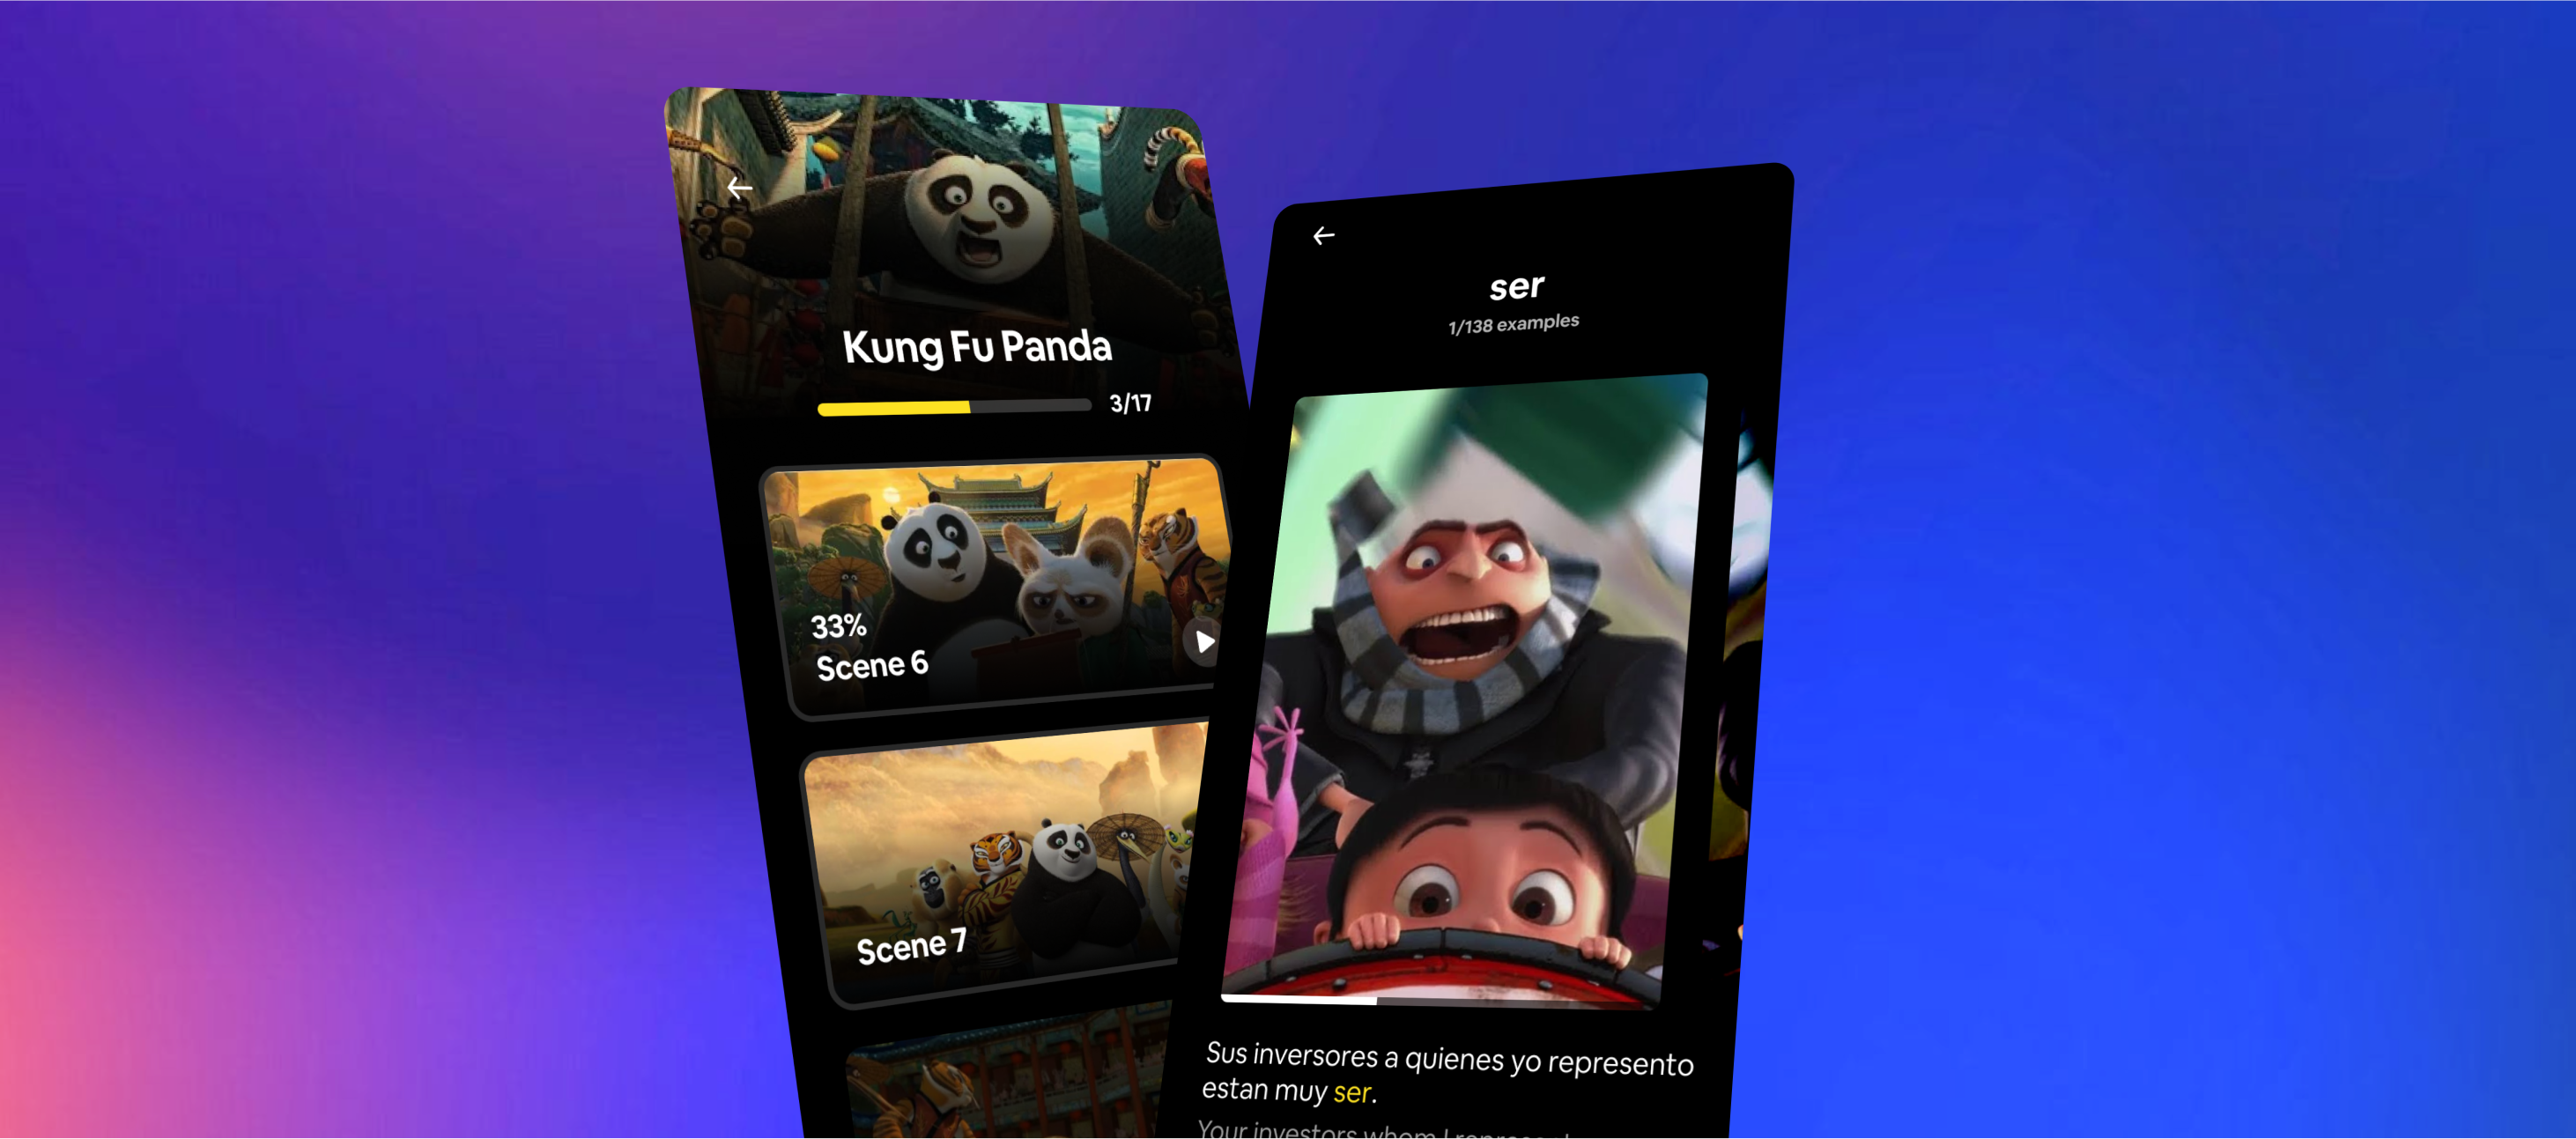 Kung Fu Panda
3/17
33%
Scene 6
Scene 7
ser
1/138 examples
Sus inversores a quienes yo represento
estan muy ser.
Your investors whom I